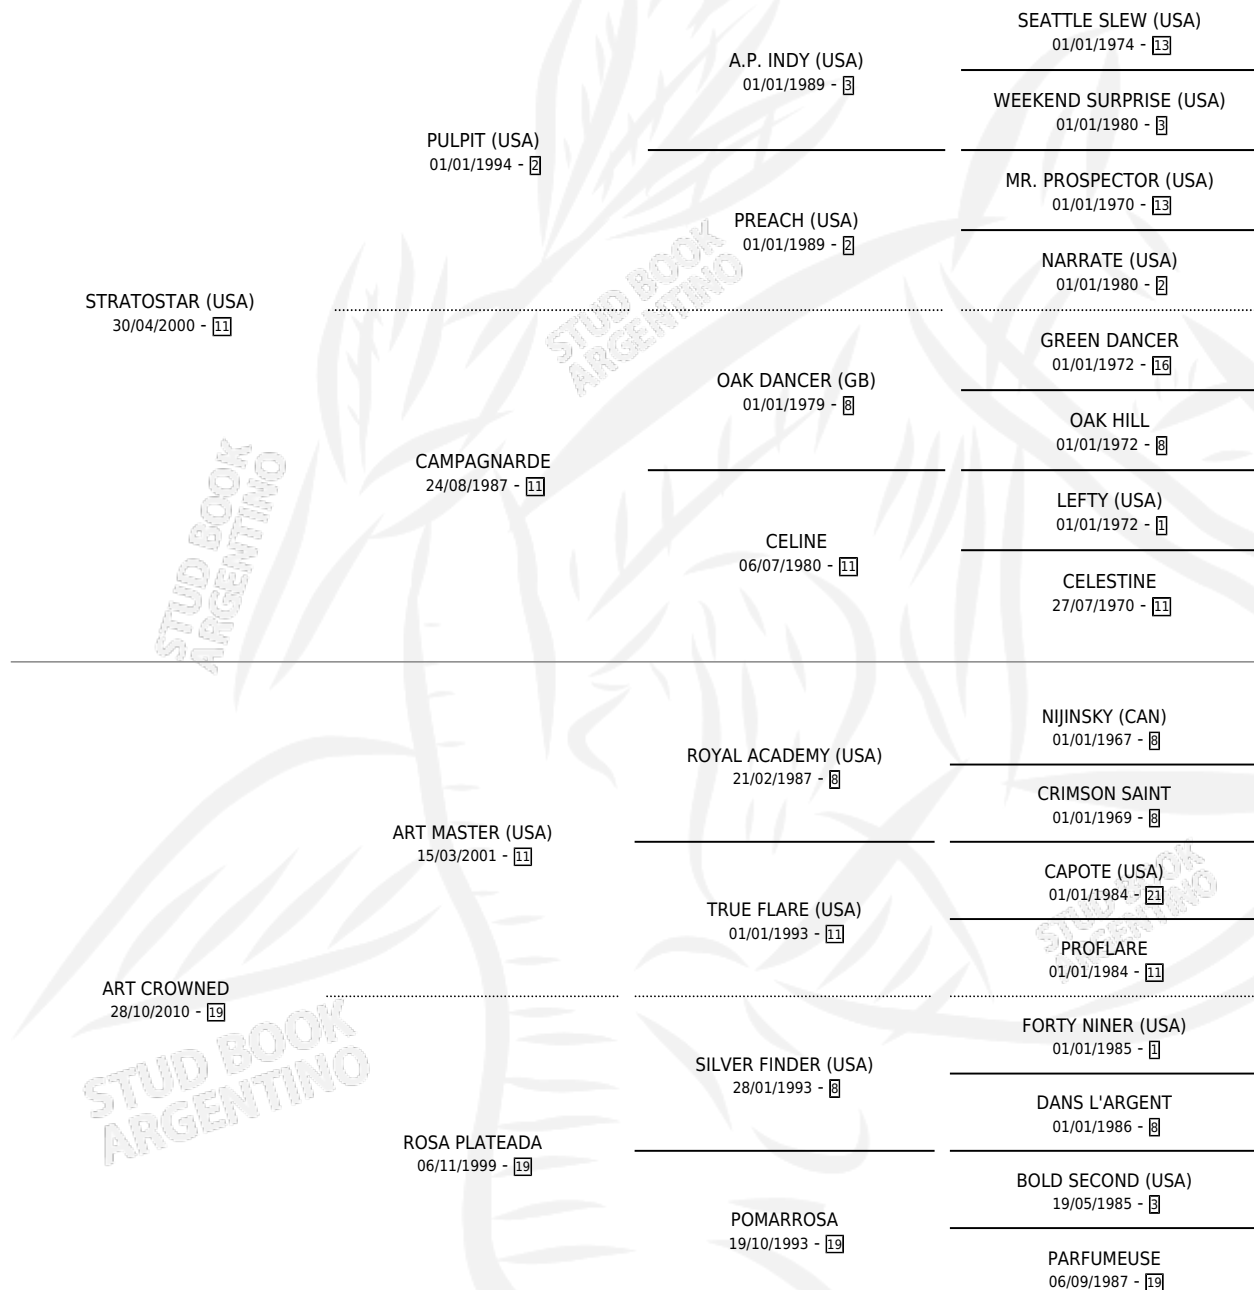 SEATTLE SLEW (USA)
01/01/1974 - 13
A.P. INDY (USA)
01/01/1989 - 3
WEEKEND SURPRISE (USA)
01/01/1980 - 3
PULPIT (USA)
01/01/1994 - 2
MR. PROSPECTOR (USA)
01/01/1970 - 13
PREACH (USA)
01/01/1989 - 2
NARRATE (USA)
01/01/1980 - 2
STRATOSTAR (USA)
30/04/2000 - 11
GREEN DANCER
01/01/1972 - 16
OAK DANCER (GB)
01/01/1979 - 8
OAK HILL
01/01/1972 - 8
CAMPAGNARDE
24/08/1987 - 11
LEFTY (USA)
01/01/1972 - 1
CELINE
06/07/1980 - 11
CELESTINE
27/07/1970 - 11
NIJINSKY (CAN)
01/01/1967 - 8
ROYAL ACADEMY (USA)
21/02/1987 - 8
CRIMSON SAINT
01/01/1969 - 8
ART MASTER (USA)
15/03/2001 - 11
CAPOTE (USA)
01/01/1984 - 21
TRUE FLARE (USA)
01/01/1993 - 11
PROFLARE
01/01/1984 - 11
ART CROWNED
28/10/2010 - 19
FORTY NINER (USA)
01/01/1985 - 1
SILVER FINDER (USA)
28/01/1993 - 8
DANS L'ARGENT
01/01/1986 - 8
ROSA PLATEADA
06/11/1999 - 19
BOLD SECOND (USA)
19/05/1985 - 3
POMARROSA
19/10/1993 - 19
PARFUMEUSE
06/09/1987 - 19
STUD BOOK
ARGENTINO
STUD BOOK
ARGENTINO
STUD BOOK
ARGENTINO
STUD BOOK
ARGENTINO